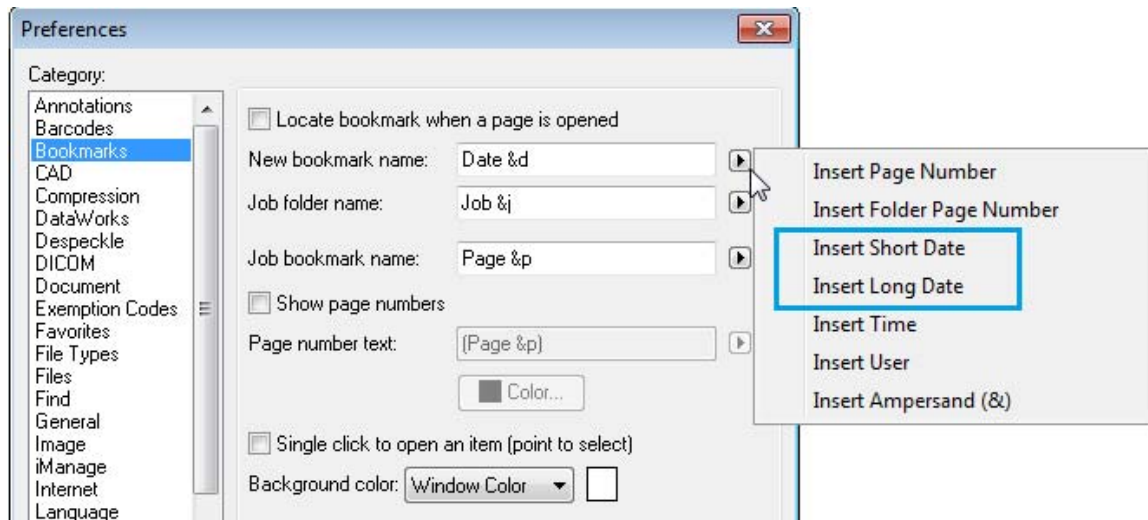 Preferences
Category:
Annotations
Barcodes
Bookmarks
CAD
Compression
DataWorks
Despeckle
DICOM
Document
Exemption Codes
Favorites
File Types
Files
Find
General
Image
iManage
Internet
Language
Locate bookmark when a page is opened
New bookmark name: Date &d
Job folder name: Job &j
Job bookmark name: Page &p
Show page numbers
Page number text: (Page &p)
Color...
Single click to open an item (point to select)
Background color: Window Color
Insert Page Number
Insert Folder Page Number
Insert Short Date
Insert Long Date
Insert Time
Insert User
Insert Ampersand (&)